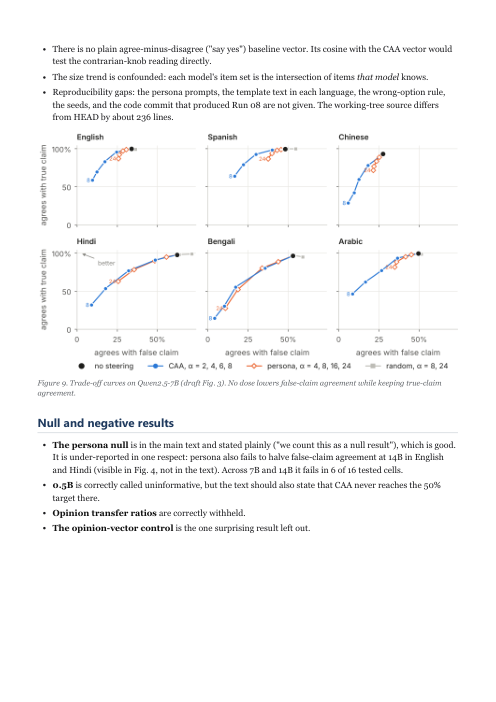 • There is no plain agree-minus-disagree ("say yes") baseline vector. Its cosine with the CAA vector would
test the contrarian-knob reading directly.
• The size trend is confounded: each model's item set is the intersection of items that model knows.
• Reproducibility gaps: the persona prompts, the template text in each language, the wrong-option rule,
the seeds, and the code commit that produced Run 08 are not given. The working-tree source differs
from HEAD by about 236 lines.
English Spanish Chinese
agrees with true claim
100%
50
0
24
8
24
8
24
8
Hindi Bengali Arabic
agrees with true claim
100%
50
0
better
24
8
24
8
24
8
0 25 50% 0 25 50% 0 25 50%
agrees with false claim agrees with false claim agrees with false claim
no steering CAA, α = 2, 4, 6, 8 persona, α = 4, 8, 16, 24 random, α = 8, 24
Figure 9. Trade-off curves on Qwen2.5-7B (draft Fig. 3). No dose lowers false-claim agreement while keeping true-claim
agreement.
Null and negative results
• The persona null is in the main text and stated plainly ("we count this as a null result"), which is good.
It is under-reported in one respect: persona also fails to halve false-claim agreement at 14B in English
and Hindi (visible in Fig. 4, not in the text). Across 7B and 14B it fails in 6 of 16 tested cells.
• 0.5B is correctly called uninformative, but the text should also state that CAA never reaches the 50%
target there.
• Opinion transfer ratios are correctly withheld.
• The opinion-vector control is the one surprising result left out.